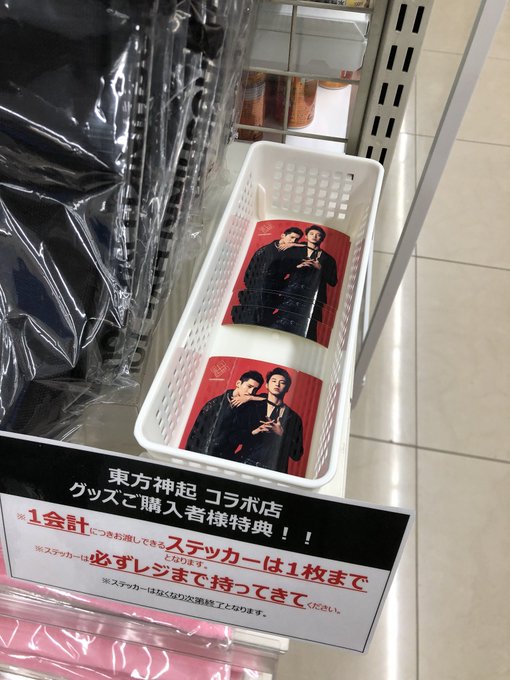 東方神起 コラボ店
グッズご購入者様特典！！
※1会計につきお渡しできるステッカーは1枚まで
となります。
※ステッカーは必ずレジまで持ってきてください。
※ステッカーはなくなり次第終了となります。